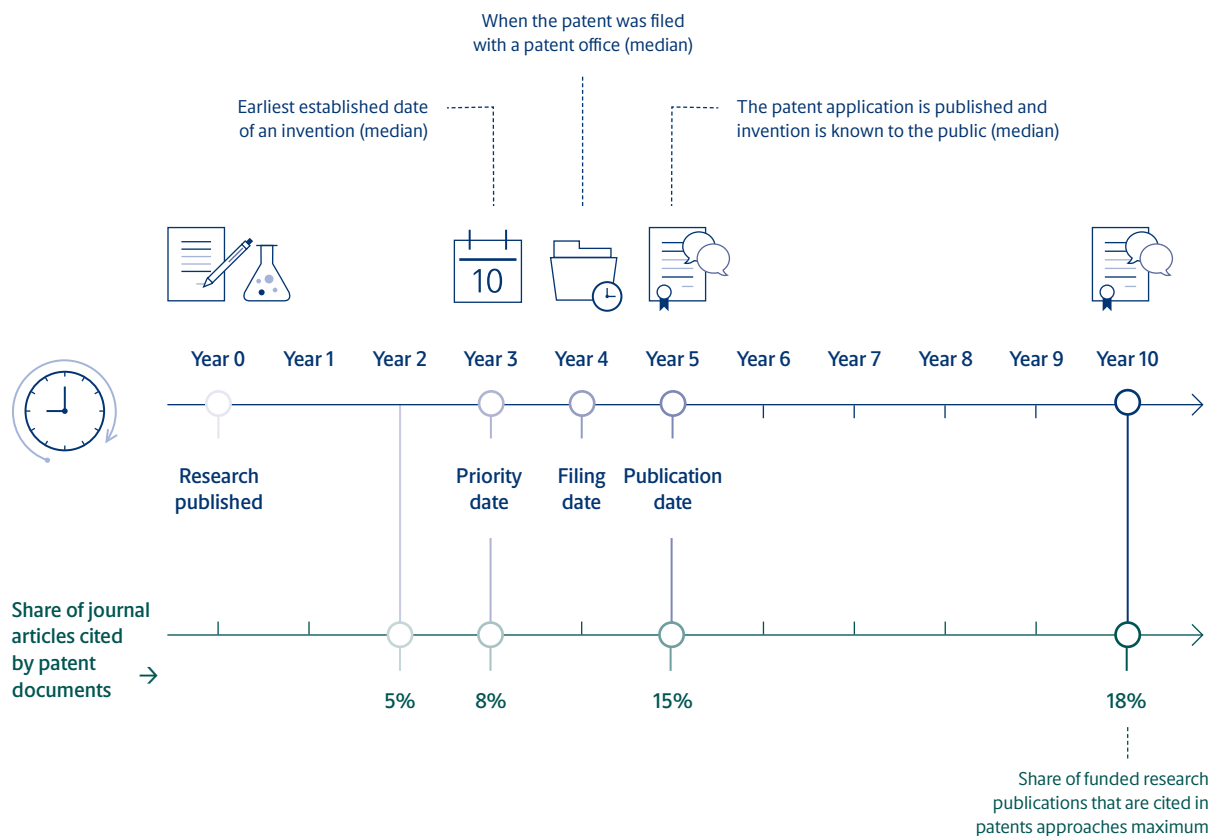 When the patent was filed
with a patent office (median)
Earliest established date
of an invention (median)
The patent application is published and
invention is known to the public (median)
10
Year 0
Year 1
Year 2
Year 3
Year 4
Year 5
Year 6
Year 7
Year 8
Year 9
Year 10
Research
published
Priority
date
Filing
date
Publication
date
Share of journal
articles cited
by patent
documents
5%
8%
15%
18%
Share of funded research
publications that are cited in
patents approaches maximum